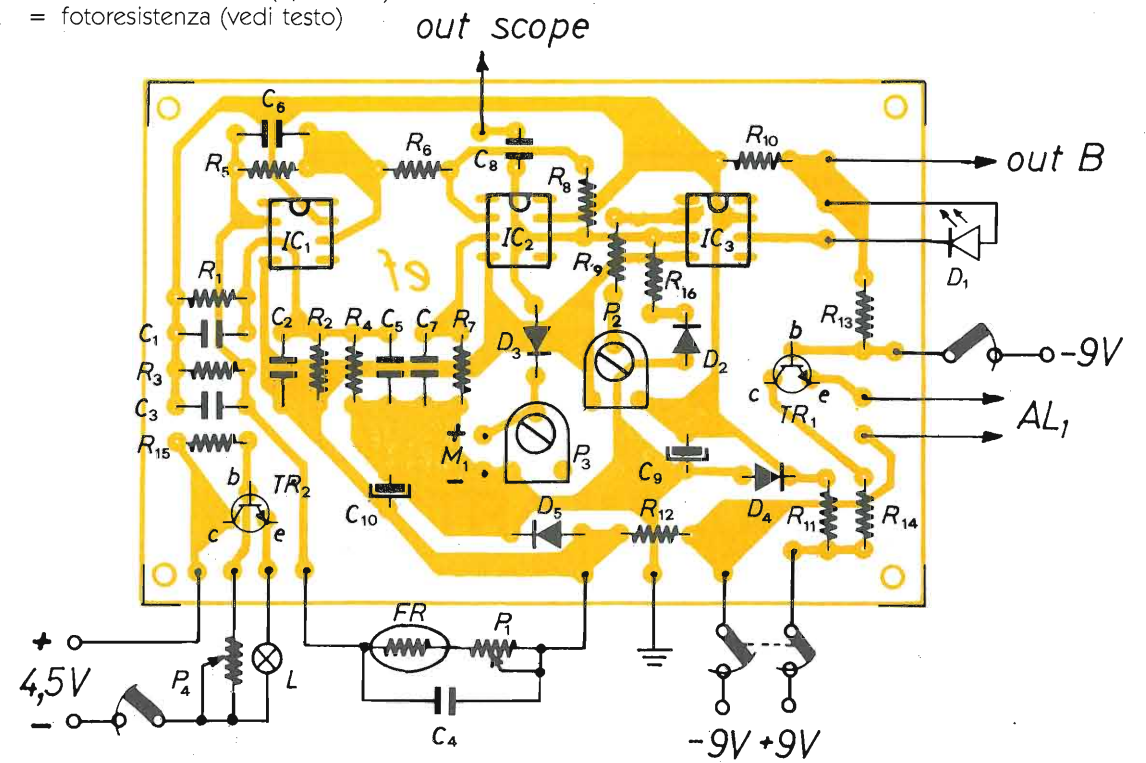 = fotoresistenza (vedi testo)
out scope
C6
R5
R6
C8
R8
R10
out B
IC1
IC2
IC3
ef
R9
R16
D1
R1
C1
C2
R2
R4
C5
C7
R7
D3
P2
D2
R13
b
-9V
R3
C3
c
e
TR1
AL1
R15
+
M1
-
P3
C9
b
TR2
c
e
C10
D5
R12
D4
R11
R14
FR
P1
+
4,5V
-
P4
L
C4
-9V +9V